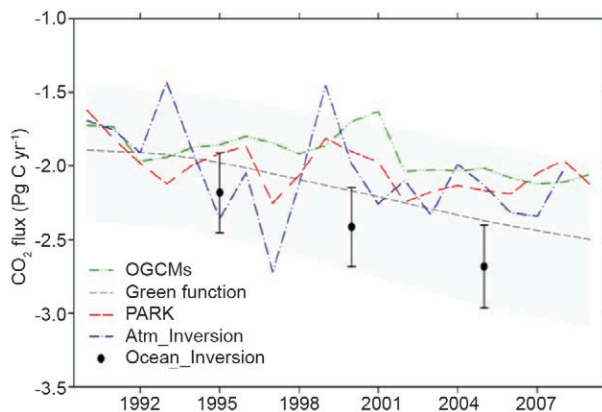 -1.0
-1.5
-2.0
-2.5
-3.0
-3.5
CO₂ flux (Pg C yr⁻¹)
OGCMs
Green function
PARK
Atm_Inversion
Ocean_Inversion
1992 1995 1998 2001 2004 2007